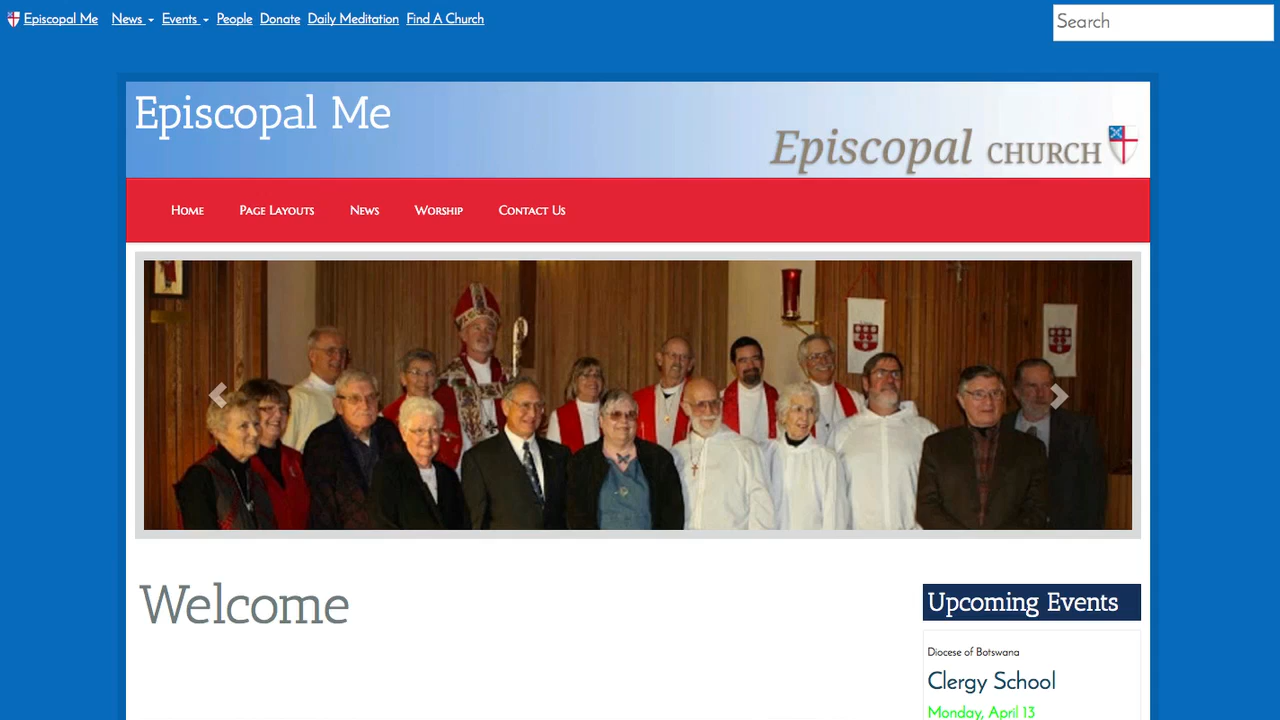 Episcopal Me News Events People Donate Daily Meditation Find A Church
Search
Episcopal Me
Episcopal CHURCH
Home Page Layouts News Worship Contact Us
Welcome
Upcoming Events
Diocese of Botswana
Clergy School
Monday, April 13